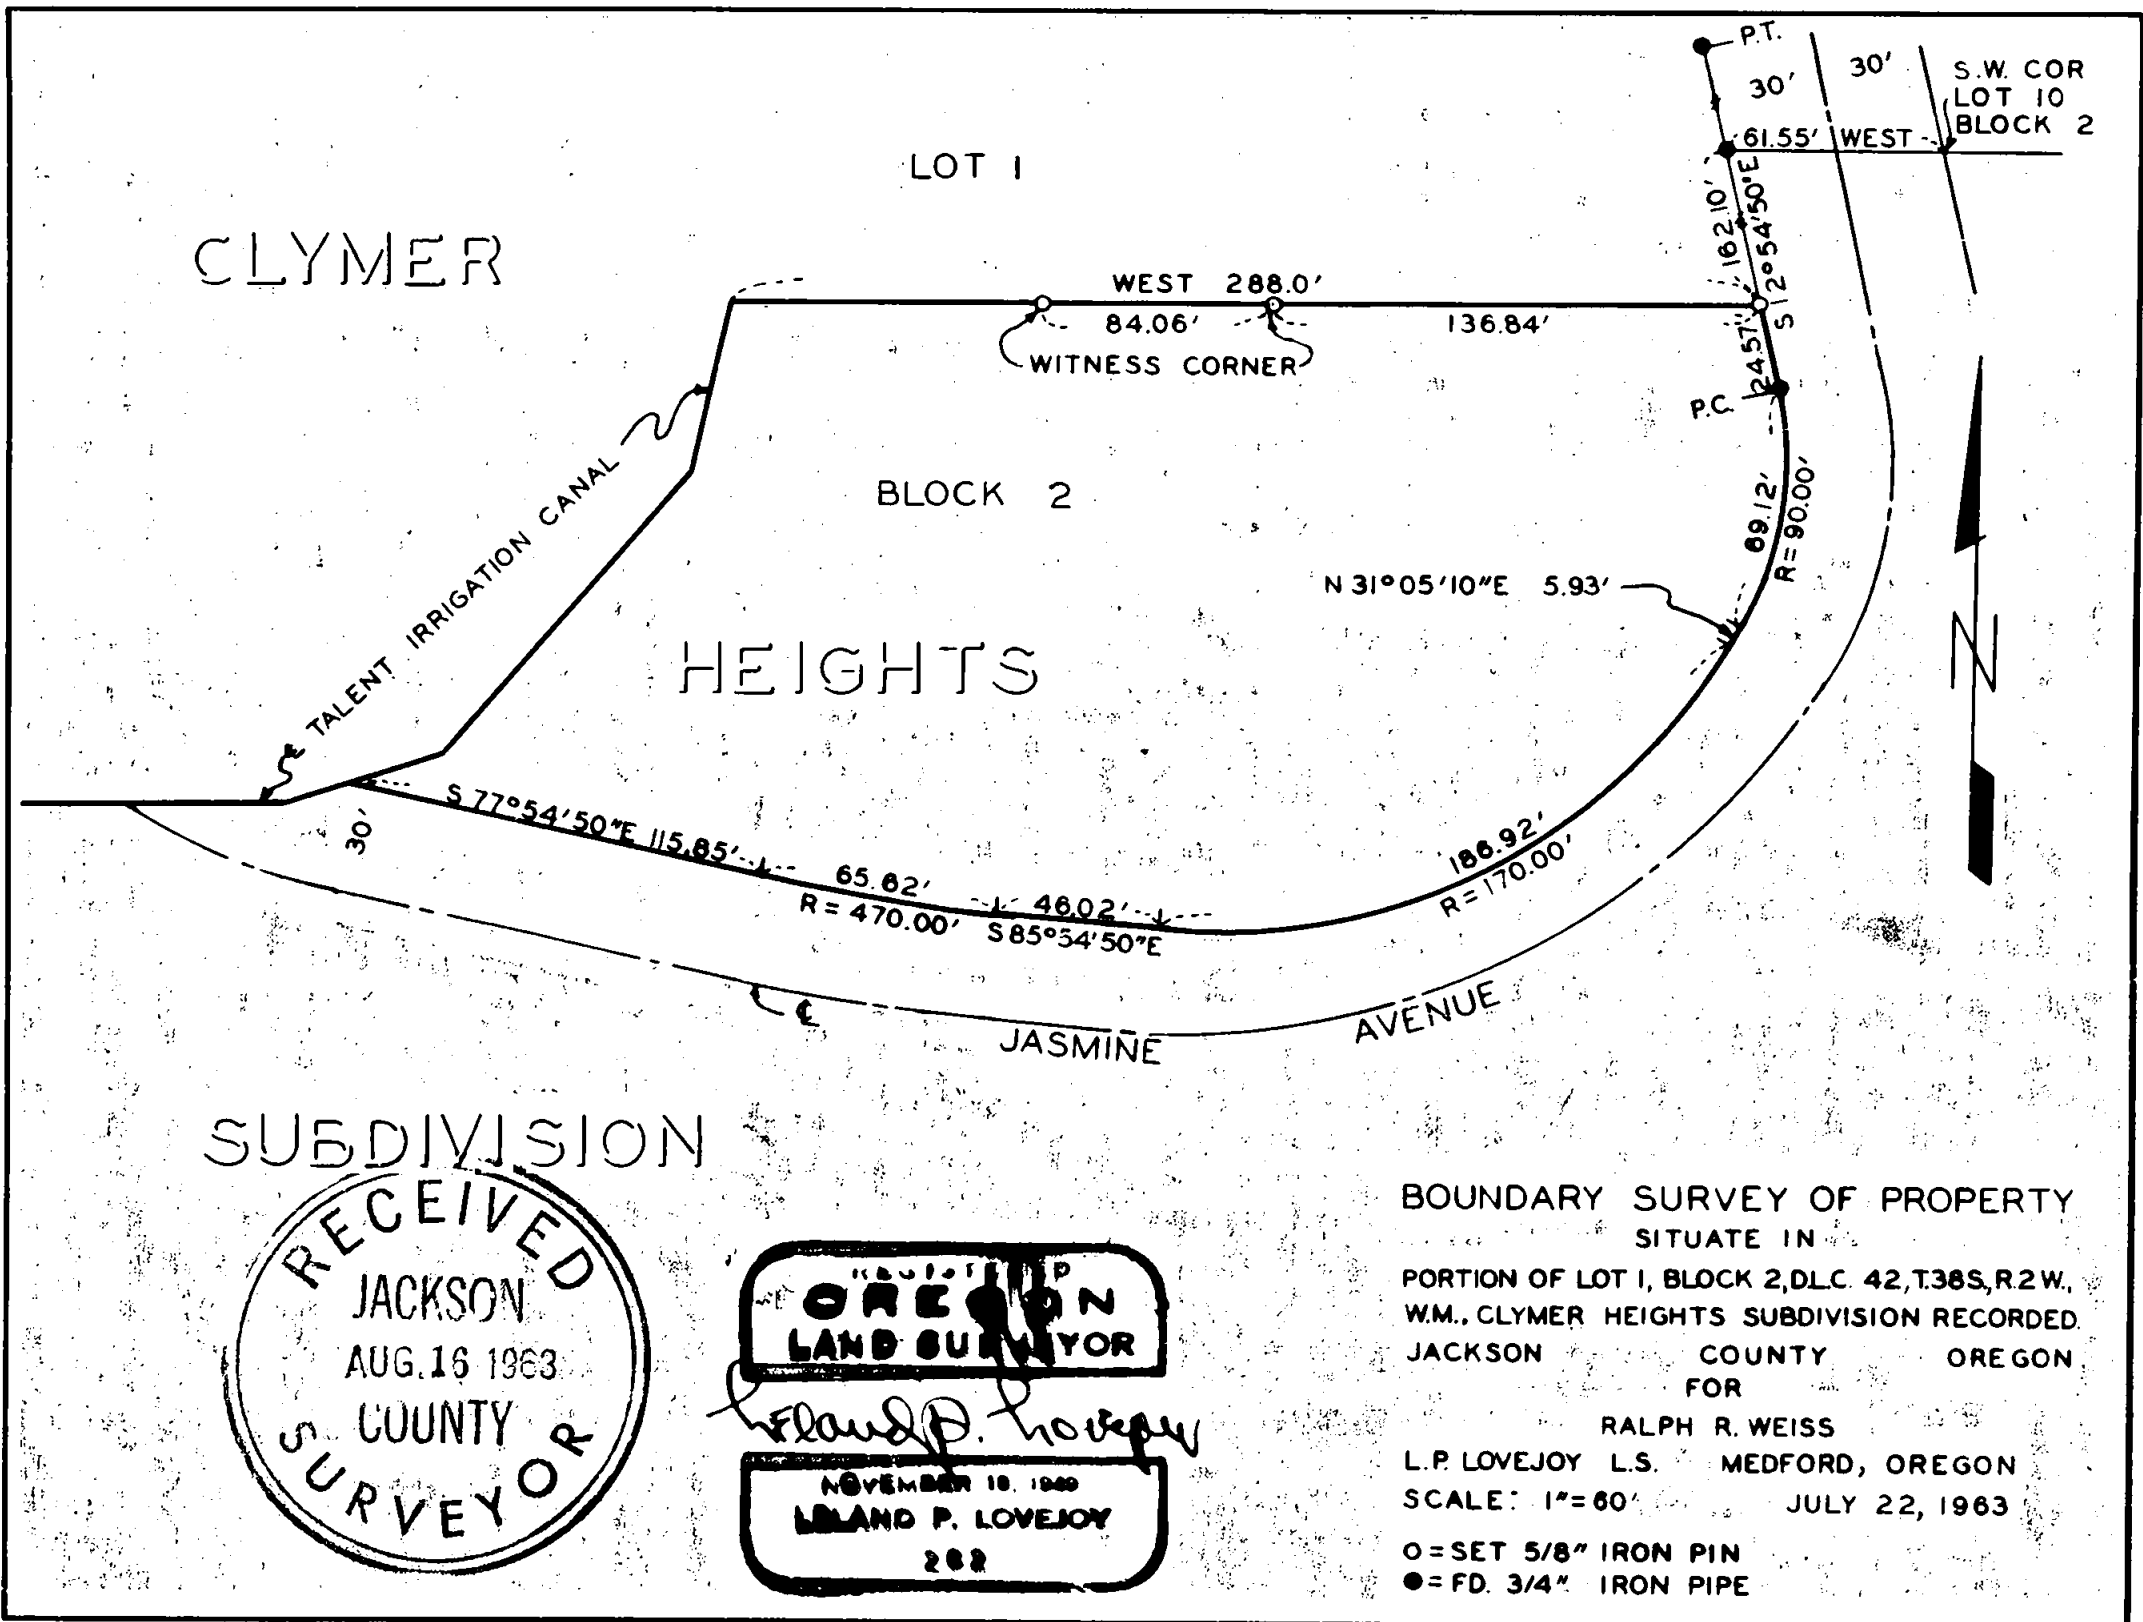 P.T.
30'
30'
S.W. COR
LOT 10
BLOCK 2
61.55' WEST
LOT 1
162.10'
S 12°54'50"E
CLYMER
WEST 288.0'
84.06'
136.84'
WITNESS CORNER
24.57'
P.C.
TALENT IRRIGATION CANAL
BLOCK 2
69.12'
R=90.00'
N 31°05'10"E 5.93'
HEIGHTS
N
S 77°54'50"E 115.85'
30'
65.62'
R = 470.00'
46.02'
S 85°54'50"E
186.92'
R=170.00'
JASMINE AVENUE
SUBDIVISION
RECEIVED
JACKSON
AUG. 16 1963
COUNTY
SURVEYOR
OREGON
LAND SURVEYOR
Leland P. Lovejoy
NOVEMBER
LELAND P. LOVEJOY
BOUNDARY SURVEY OF PROPERTY
SITUATE IN
PORTION OF LOT 1, BLOCK 2, D.L.C. 42, T.38S., R.2W.,
W.M., CLYMER HEIGHTS SUBDIVISION RECORDED
JACKSON COUNTY OREGON
FOR
RALPH R. WEISS
L.P. LOVEJOY L.S. MEDFORD, OREGON
SCALE: 1"=60' JULY 22, 1963
O = SET 5/8" IRON PIN
● = FD. 3/4" IRON PIPE